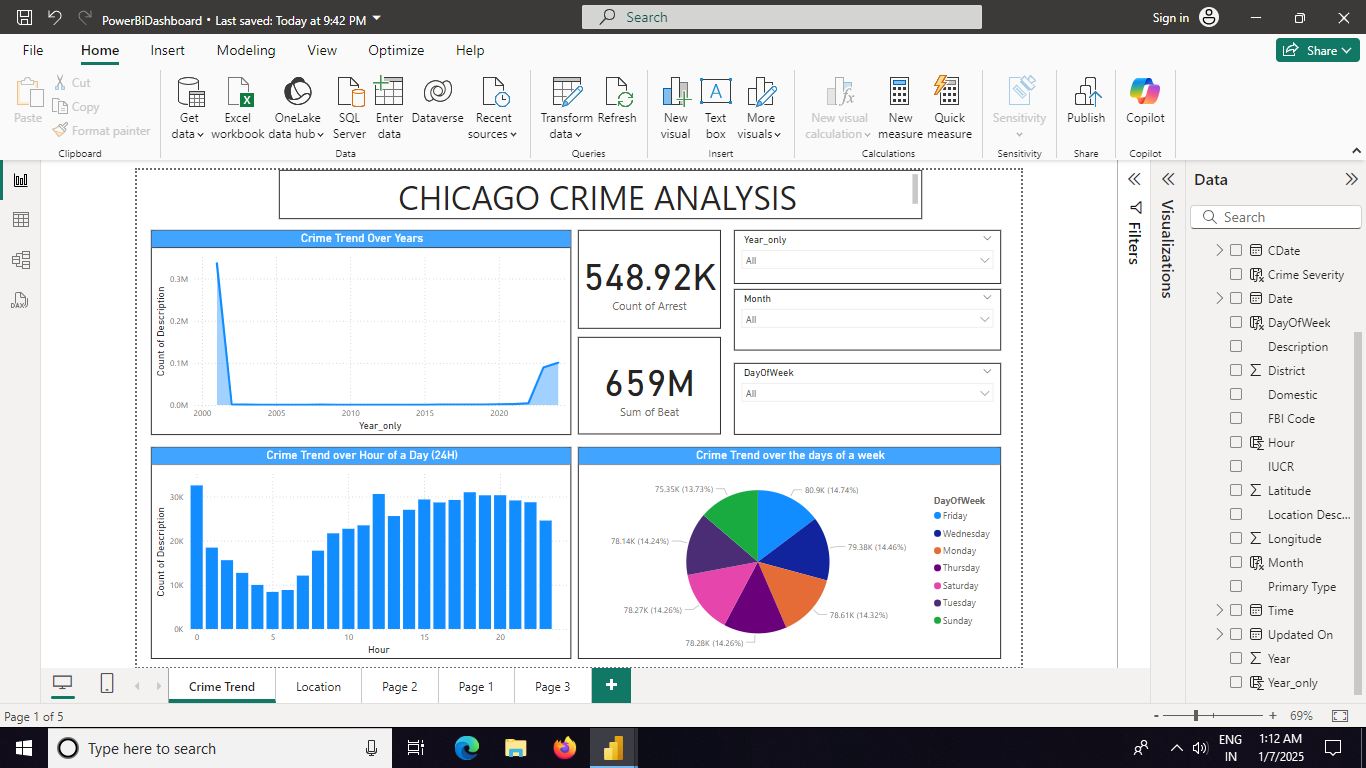 PowerBiDashboard • Last saved: Today at 9:42 PM
Search
Sign in
File Home Insert Modeling View Optimize Help
Share
Paste
Cut
Copy
Format painter
Clipboard
Get data
Excel workbook
OneLake data hub
SQL Server
Enter data
Dataverse
Recent sources
Data
Transform data
Refresh
Queries
New visual
Text box
More visuals
Insert
New visual calculation
New measure
Quick measure
Calculations
Sensitivity
Sensitivity
Publish
Share
Copilot
Copilot
CHICAGO CRIME ANALYSIS
Crime Trend Over Years
Count of Description
0.3M
0.2M
0.1M
0.0M
2000 2005 2010 2015 2020
Year_only
548.92K
Count of Arrest
659M
Sum of Beat
Year_only
All
Month
All
DayOfWeek
All
Crime Trend over Hour of a Day (24H)
Count of Description
30K
20K
10K
0K
0 5 10 15 20
Hour
Crime Trend over the days of a week
75.35K (13.73%)
80.9K (14.74%)
78.14K (14.24%)
79.38K (14.46%)
78.27K (14.26%)
78.61K (14.32%)
78.28K (14.26%)
DayOfWeek
Friday
Wednesday
Monday
Thursday
Saturday
Tuesday
Sunday
Filters
Visualizations
Data
Search
CDate
Crime Severity
Date
DayOfWeek
Description
District
Domestic
FBI Code
Hour
IUCR
Latitude
Location Desc...
Longitude
Month
Primary Type
Time
Updated On
Year
Year_only
Crime Trend Location Page 2 Page 1 Page 3 +
Page 1 of 5
- + 69%
Type here to search
ENG
IN
1:12 AM
1/7/2025